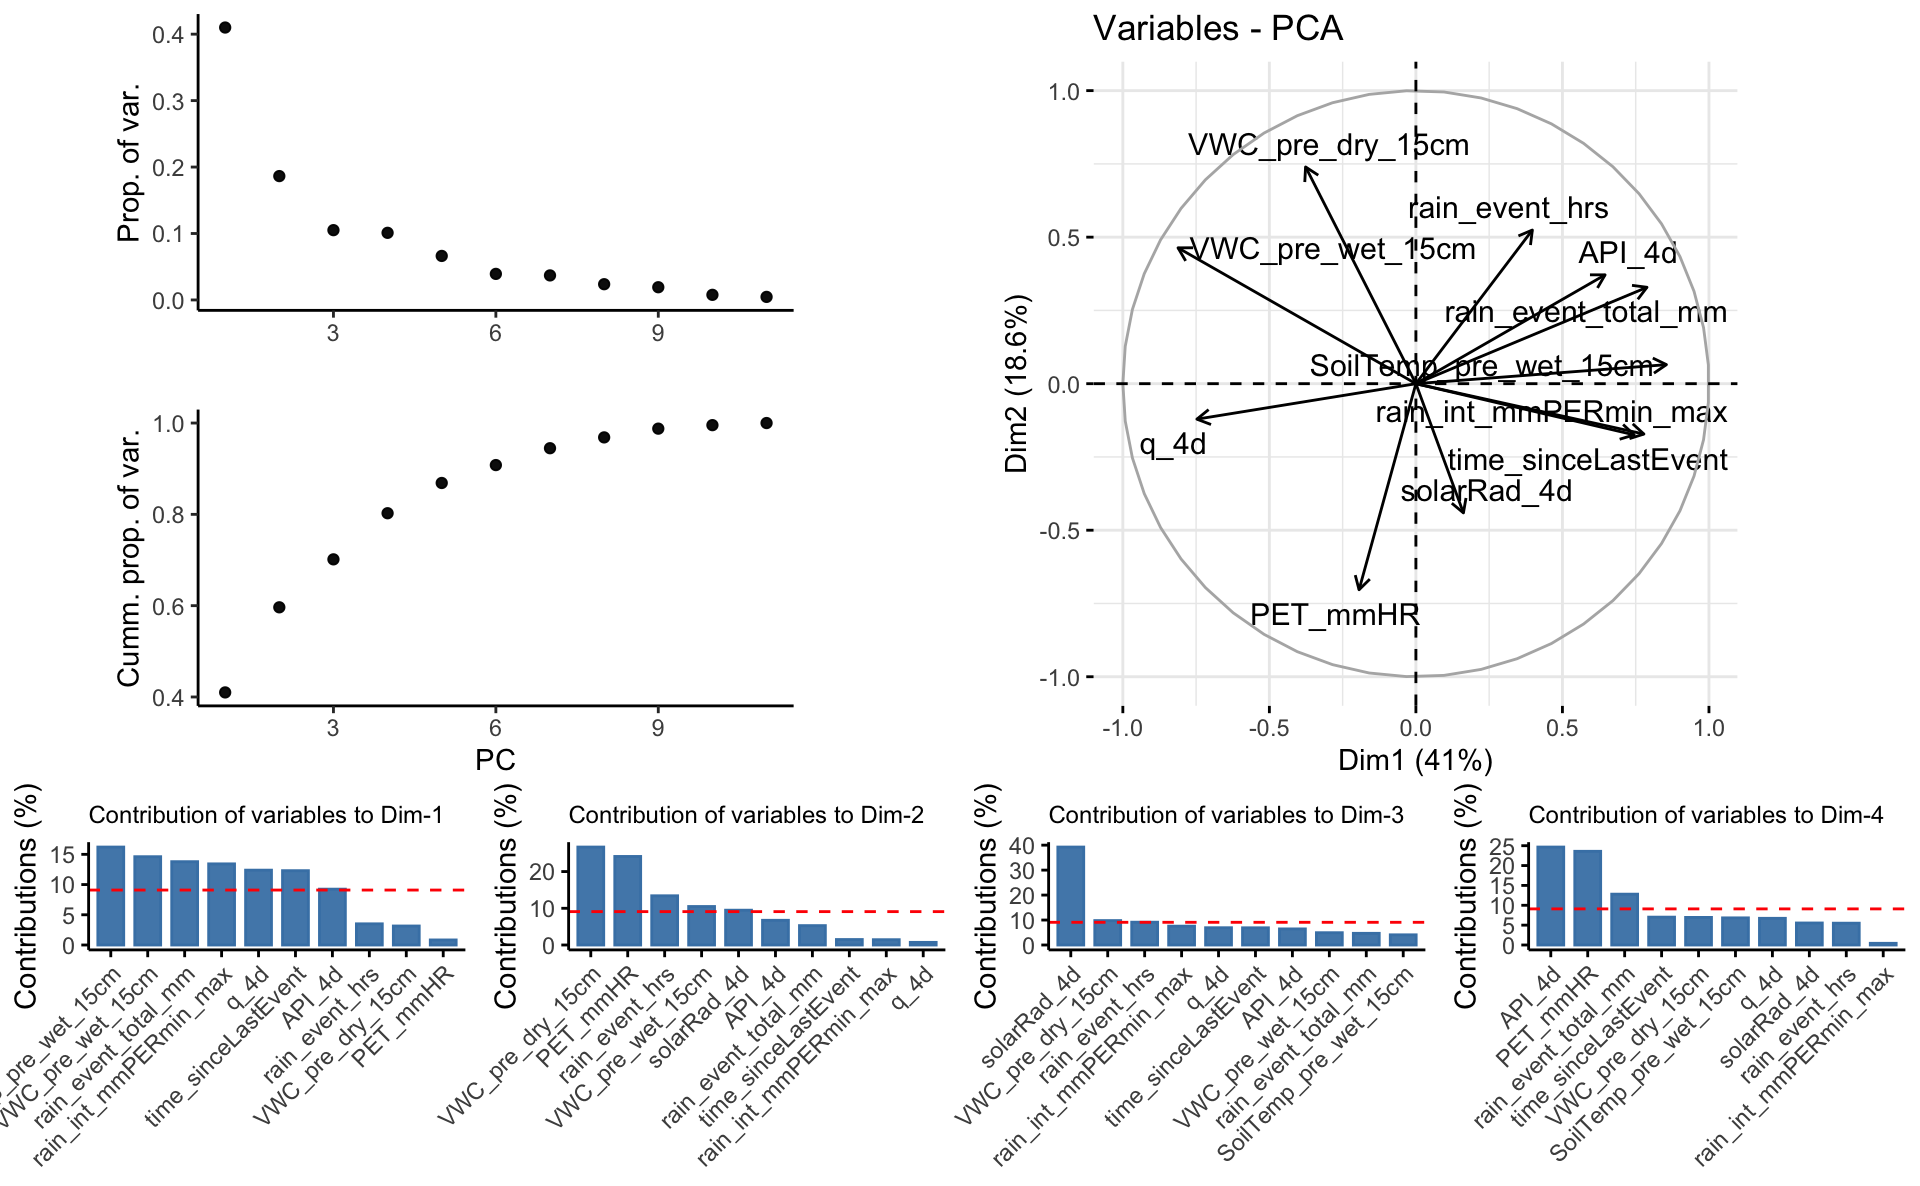 Prop. of var.
0.4
0.3
0.2
0.1
0.0
3 6 9
Cumm. prop. of var.
1.0
0.8
0.6
0.4
3 6 9
PC
Variables - PCA
Dim2 (18.6%)
1.0
0.5
0.0
-0.5
-1.0
VWC_pre_dry_15cm
rain_event_hrs
VWC_pre_wet_15cm
API_4d
rain_event_total_mm
SoilTemp_pre_wet_15cm
rain_int_mmPERmin_max
q_4d
time_sinceLastEvent
solarRad_4d
PET_mmHR
-1.0 -0.5 0.0 0.5 1.0
Dim1 (41%)
Contribution of variables to Dim-1
Contributions (%)
15
10
5
0
p_pre_wet_15cm
VWC_pre_wet_15cm
rain_event_total_mm
rain_int_mmPERmin_max
q_4d
time_sinceLastEvent
API_4d
rain_event_hrs
VWC_pre_dry_15cm
PET_mmHR
Contribution of variables to Dim-2
Contributions (%)
20
10
0
VWC_pre_dry_15cm
PET_mmHR
rain_event_hrs
VWC_pre_wet_15cm
solarRad_4d
API_4d
rain_event_total_mm
time_sinceLastEvent
rain_int_mmPERmin_max
q_4d
Contribution of variables to Dim-3
Contributions (%)
40
30
20
10
0
solarRad_4d
VWC_pre_dry_15cm
rain_event_hrs
rain_int_mmPERmin_max
q_4d
time_sinceLastEvent
API_4d
VWC_pre_wet_15cm
rain_event_total_mm
SoilTemp_pre_wet_15cm
Contribution of variables to Dim-4
Contributions (%)
25
20
15
10
5
0
API_4d
PET_mmHR
rain_event_total_mm
time_sinceLastEvent
VWC_pre_dry_15cm
SoilTemp_pre_wet_15cm
q_4d
solarRad_4d
rain_event_hrs
rain_int_mmPERmin_max